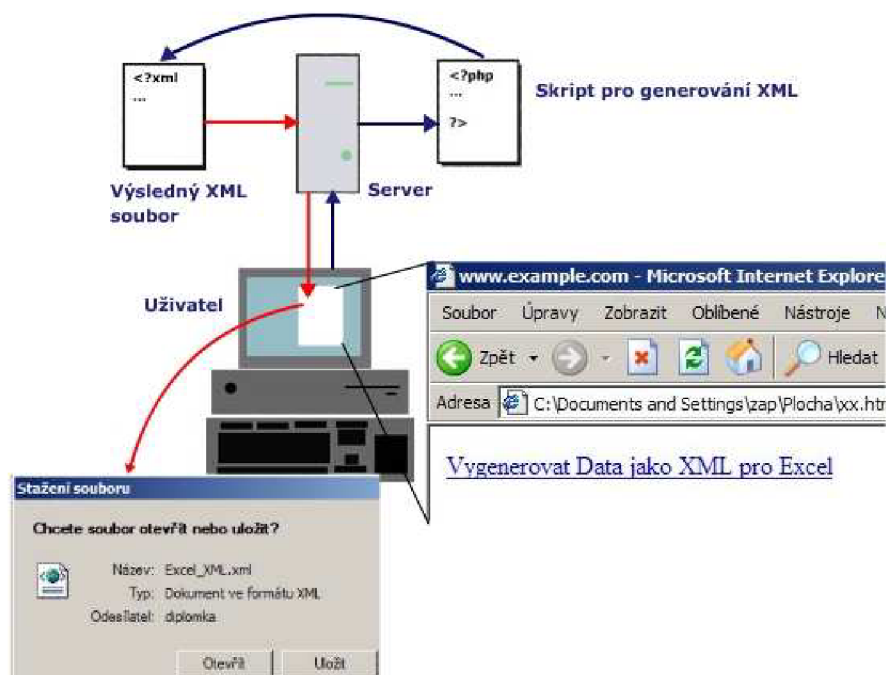 <?xml
...
<?php
...
?>
Skript pro generování XML
Výsledný XML
soubor
Server
Uživatel
www.example.com - Microsoft Internet Explore
Soubor Úpravy Zobrazit Oblíbené Nástroje N
Zpět Hledat
Adresa C:\Documents and Settings\zap\Plocha\xx.htm
Vygenerovat Data jako XML pro Excel
Stažení souboru
Chcete soubor otevřít nebo uložit?
Název: Excel_XML.xml
Typ: Dokument ve formátu XML
Odesílatel: diplomka
Otevřít Uložit